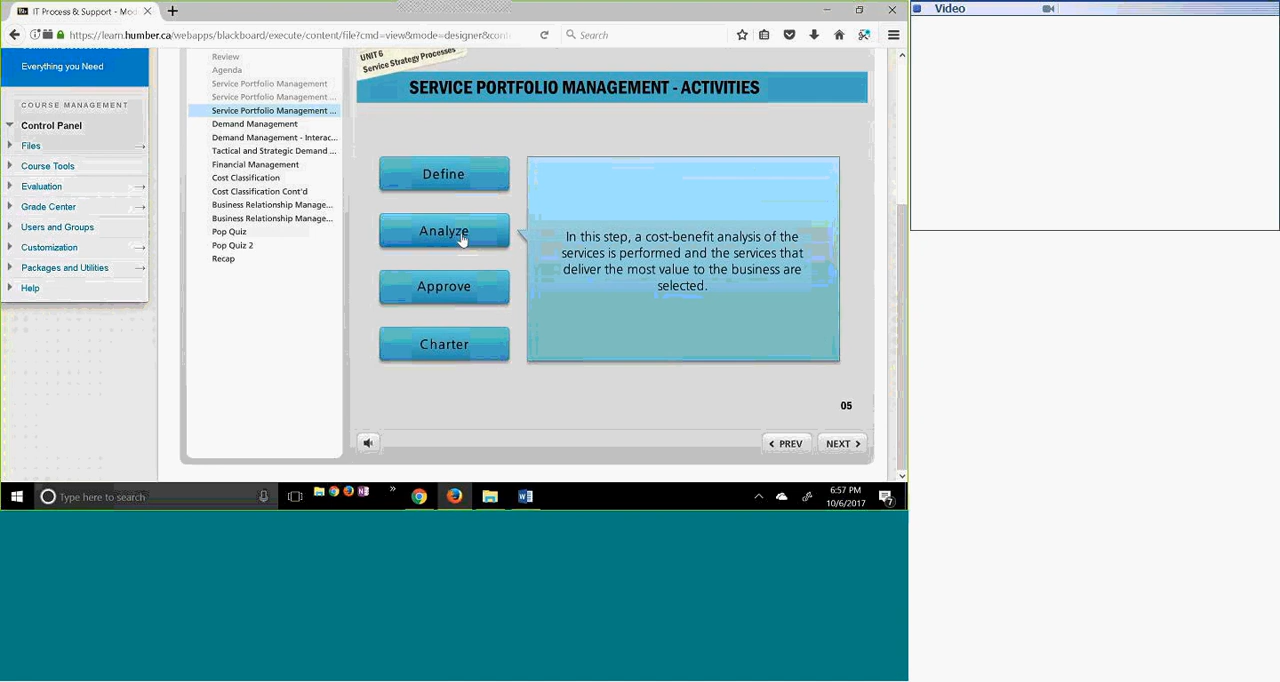 IT Process & Support - Mod
Video
https://learn.humber.ca/webapps/blackboard/execute/content/file?cmd=view&mode=designer&cont
Search
Everything you Need
COURSE MANAGEMENT
Control Panel
Files
Course Tools
Evaluation
Grade Center
Users and Groups
Customization
Packages and Utilities
Help
Review
Agenda
Service Portfolio Management
Service Portfolio Management ...
Service Portfolio Management ...
Demand Management
Demand Management - Interac...
Tactical and Strategic Demand ...
Financial Management
Cost Classification
Cost Classification Cont'd
Business Relationship Manage...
Business Relationship Manage...
Pop Quiz
Pop Quiz 2
Recap
UNIT 6
Service Strategy Processes
SERVICE PORTFOLIO MANAGEMENT - ACTIVITIES
Define
Analyze
Approve
Charter
In this step, a cost-benefit analysis of the
services is performed and the services that
deliver the most value to the business are
selected.
05
PREV
NEXT
Type here to search
6:57 PM
10/6/2017
7